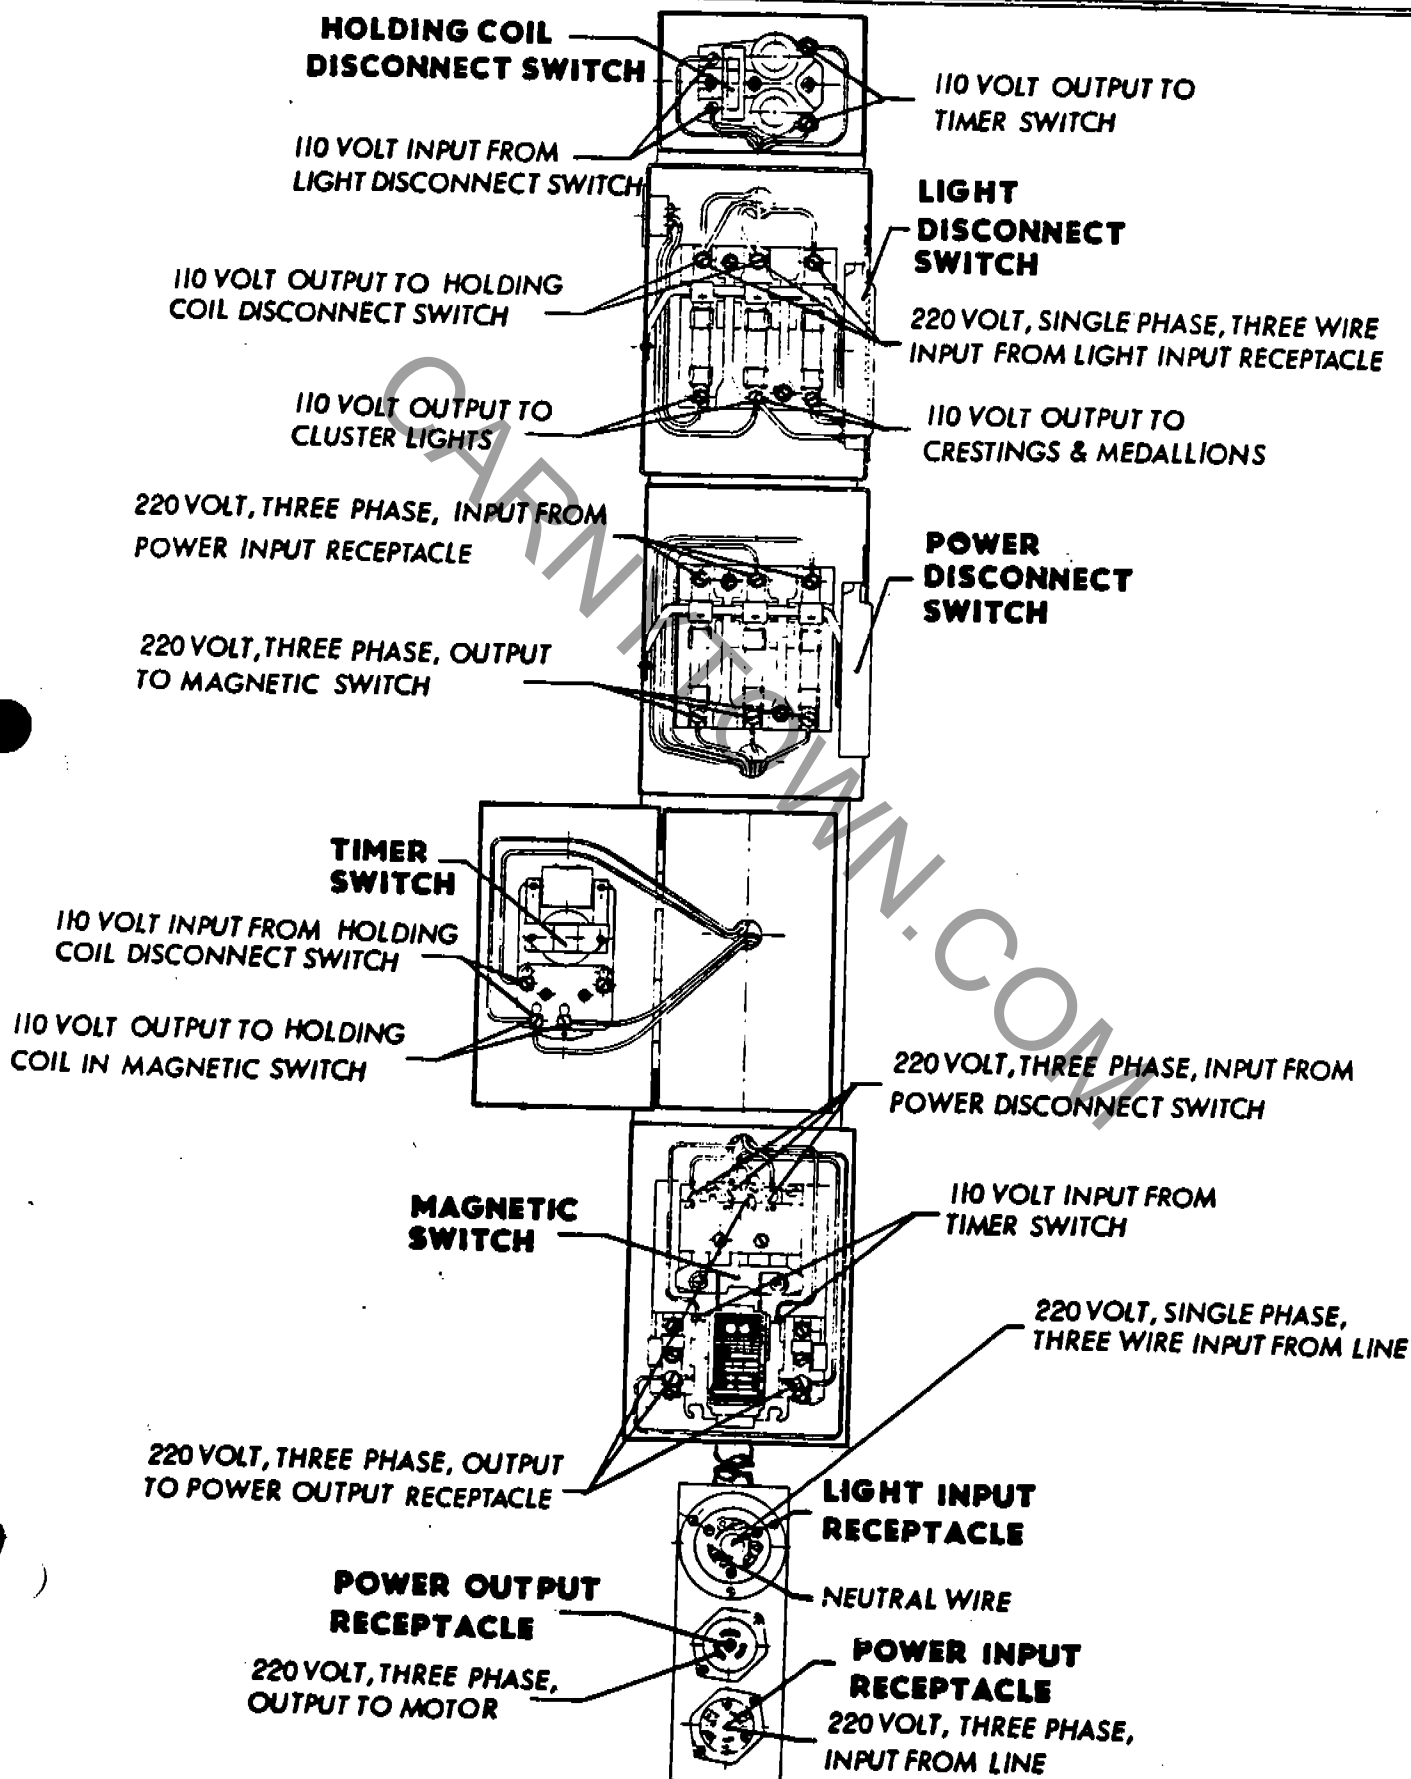 HOLDING COIL
DISCONNECT SWITCH
110 VOLT OUTPUT TO
TIMER SWITCH
110 VOLT INPUT FROM
LIGHT DISCONNECT SWITCH
LIGHT
DISCONNECT
SWITCH
110 VOLT OUTPUT TO HOLDING
COIL DISCONNECT SWITCH
220 VOLT, SINGLE PHASE, THREE WIRE
INPUT FROM LIGHT INPUT RECEPTACLE
110 VOLT OUTPUT TO
CLUSTER LIGHTS
110 VOLT OUTPUT TO
CRESTINGS & MEDALLIONS
220 VOLT, THREE PHASE, INPUT FROM
POWER INPUT RECEPTACLE
POWER
DISCONNECT
SWITCH
220 VOLT, THREE PHASE, OUTPUT
TO MAGNETIC SWITCH
TIMER
SWITCH
110 VOLT INPUT FROM HOLDING
COIL DISCONNECT SWITCH
110 VOLT OUTPUT TO HOLDING
COIL IN MAGNETIC SWITCH
220 VOLT, THREE PHASE, INPUT FROM
POWER DISCONNECT SWITCH
MAGNETIC
SWITCH
110 VOLT INPUT FROM
TIMER SWITCH
220 VOLT, SINGLE PHASE,
THREE WIRE INPUT FROM LINE
220 VOLT, THREE PHASE, OUTPUT
TO POWER OUTPUT RECEPTACLE
LIGHT INPUT
RECEPTACLE
NEUTRAL WIRE
POWER OUTPUT
RECEPTACLE
220 VOLT, THREE PHASE,
OUTPUT TO MOTOR
POWER INPUT
RECEPTACLE
220 VOLT, THREE PHASE,
INPUT FROM LINE
CARNYTOWN.COM